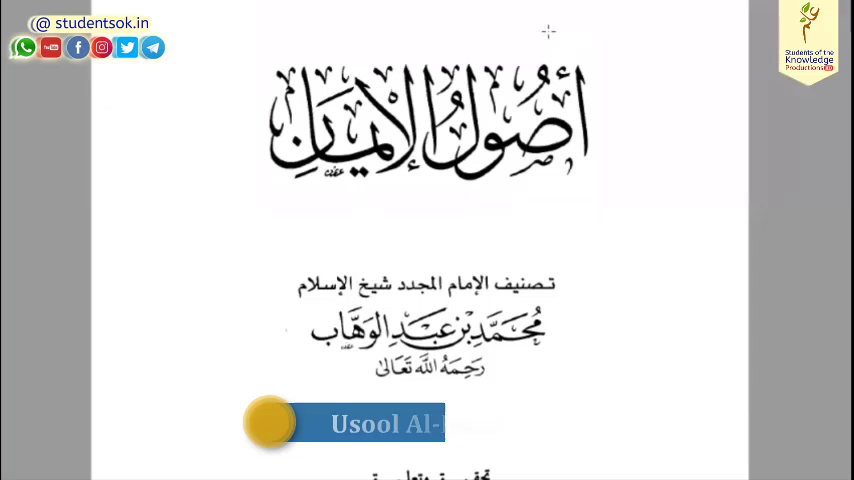 @ studentsok.in
Students of the
Knowledge
Productions
أُصُولُ الإِيمَانِ
تصنيف الإمام المجدد شيخ الإسلام
مُحَمَّدِ بْنِ عَبْدِ الوَهَّاب
رَحِمَهُ اللَّه تَعَالَىٰ
Usool Al-